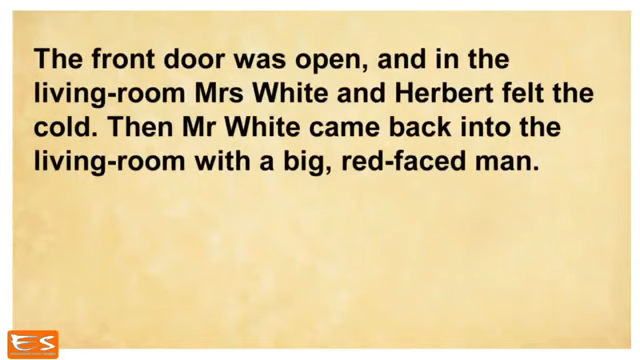 The front door was open, and in the
living-room Mrs White and Herbert felt the
cold. Then Mr White came back into the
living-room with a big, red-faced man.
ES